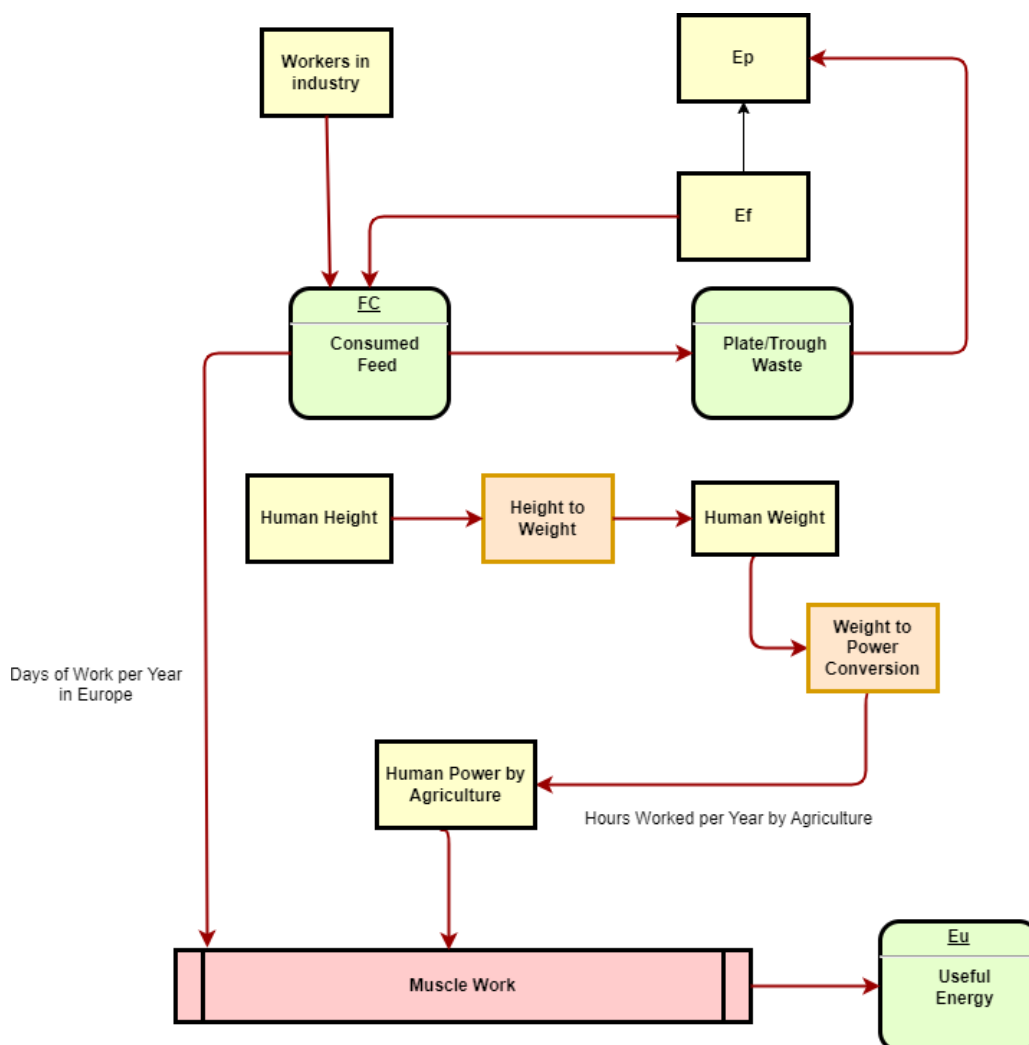 Workers in
industry
Ep
Ef
FC
Consumed
Feed
Plate/Trough
Waste
Human Height
Height to
Weight
Human Weight
Weight to
Power
Conversion
Days of Work per Year
in Europe
Human Power by
Agriculture
Hours Worked per Year by Agriculture
Muscle Work
Eu
Useful
Energy